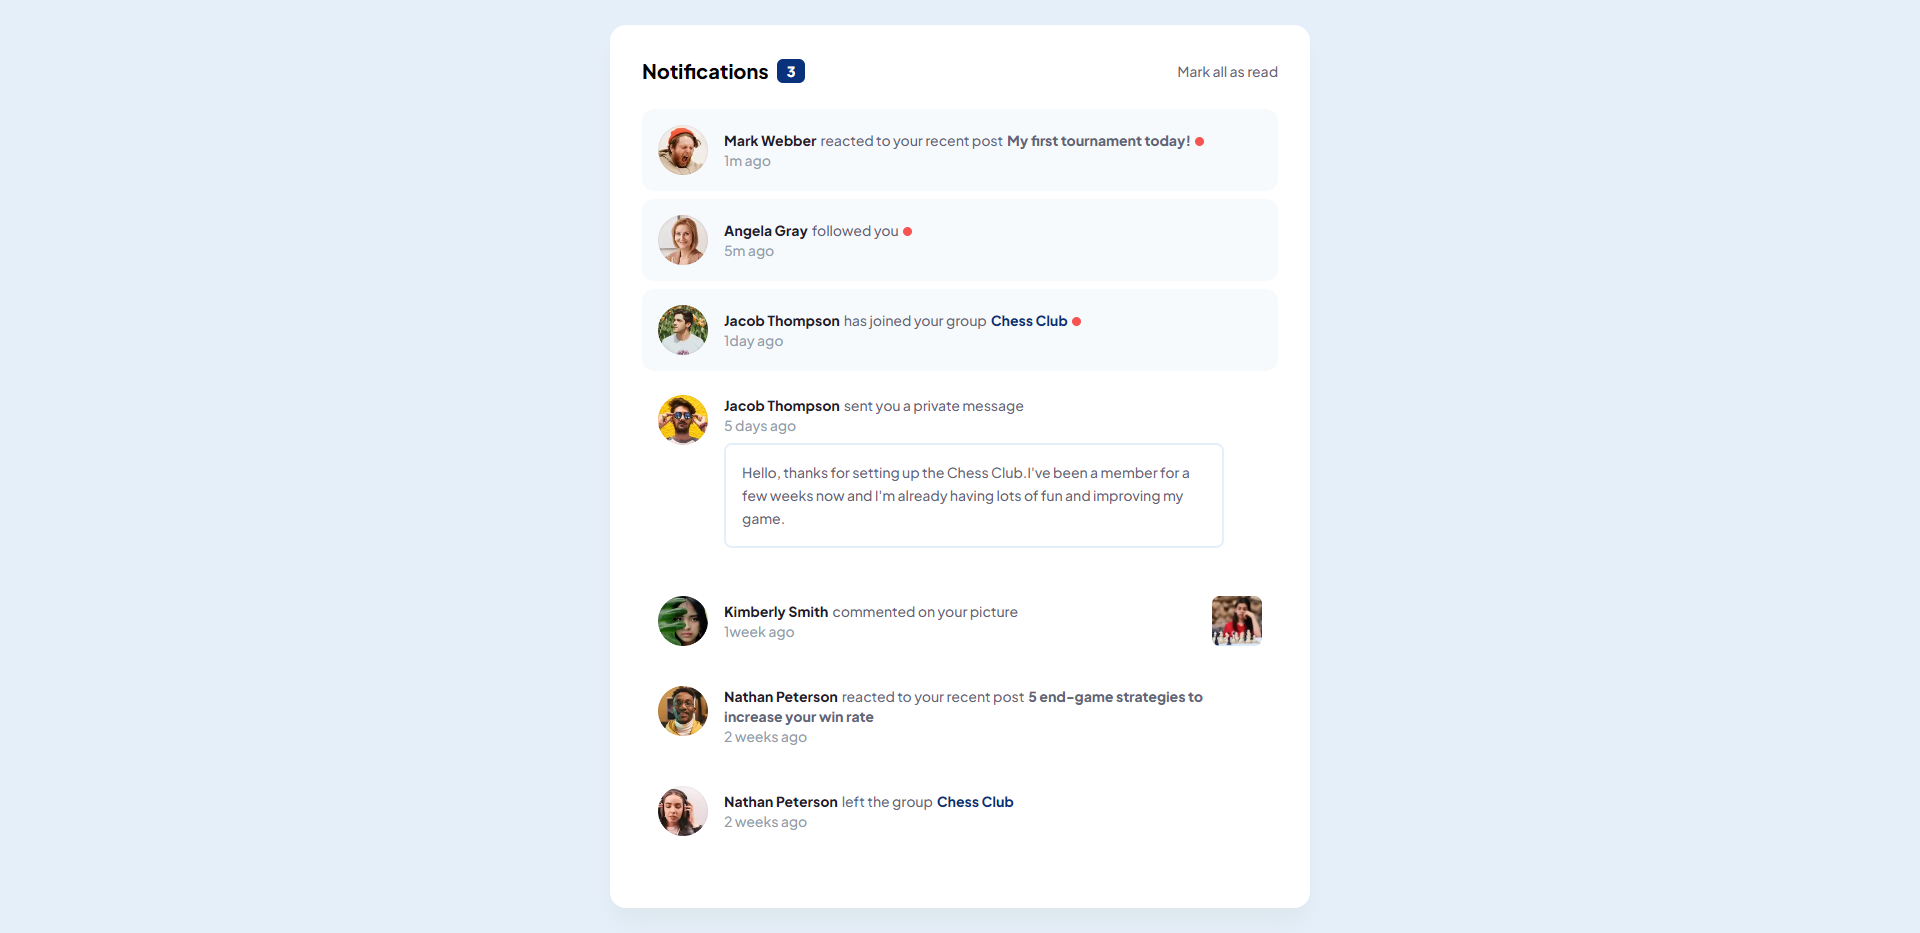 Notifications 3
Mark all as read
Mark Webber reacted to your recent post My first tournament today!
1m ago
Angela Gray followed you
5m ago
Jacob Thompson has joined your group Chess Club
1day ago
Jacob Thompson sent you a private message
5 days ago
Hello, thanks for setting up the Chess Club.I've been a member for a
few weeks now and I'm already having lots of fun and improving my
game.
Kimberly Smith commented on your picture
1week ago
Nathan Peterson reacted to your recent post 5 end-game strategies to
increase your win rate
2 weeks ago
Nathan Peterson left the group Chess Club
2 weeks ago